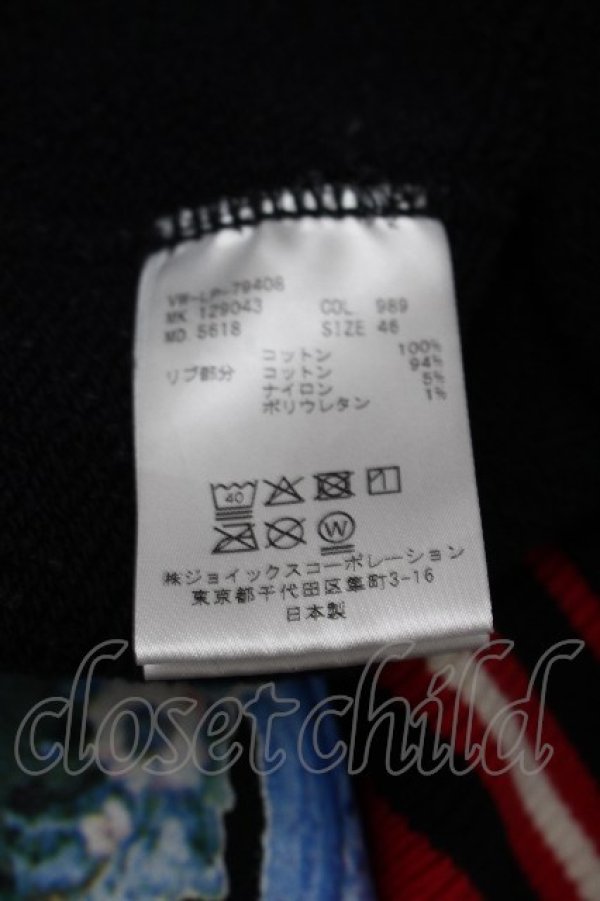 VW-LP-79408
MK 129043 COL 989
MD 5618 SIZE 46
コットン 100%
リブ部分 コットン 94%
ナイロン 5%
ポリウレタン 1%
40
W
㈱ジョイックスコーポレーション
東京都千代田区隼町3-16
日本製
closetchild